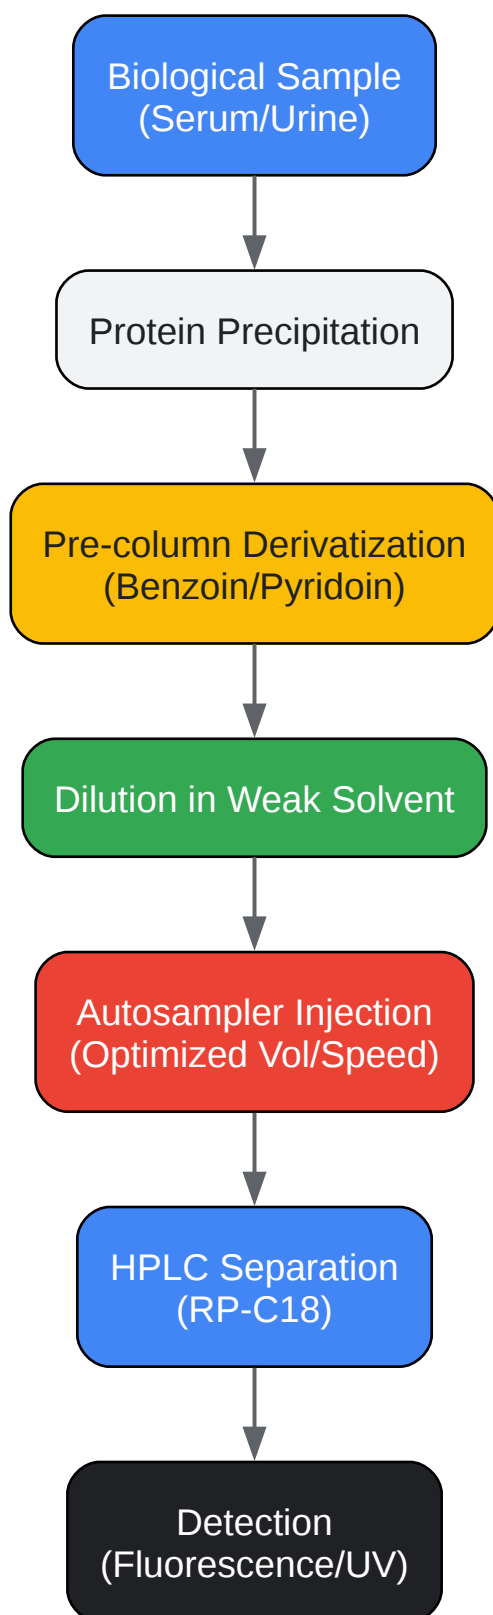 Biological Sample
(Serum/Urine)
Protein Precipitation
Pre-column Derivatization
(Benzoin/Pyridoin)
Dilution in Weak Solvent
Autosampler Injection
(Optimized Vol/Speed)
HPLC Separation
(RP-C18)
Detection
(Fluorescence/UV)